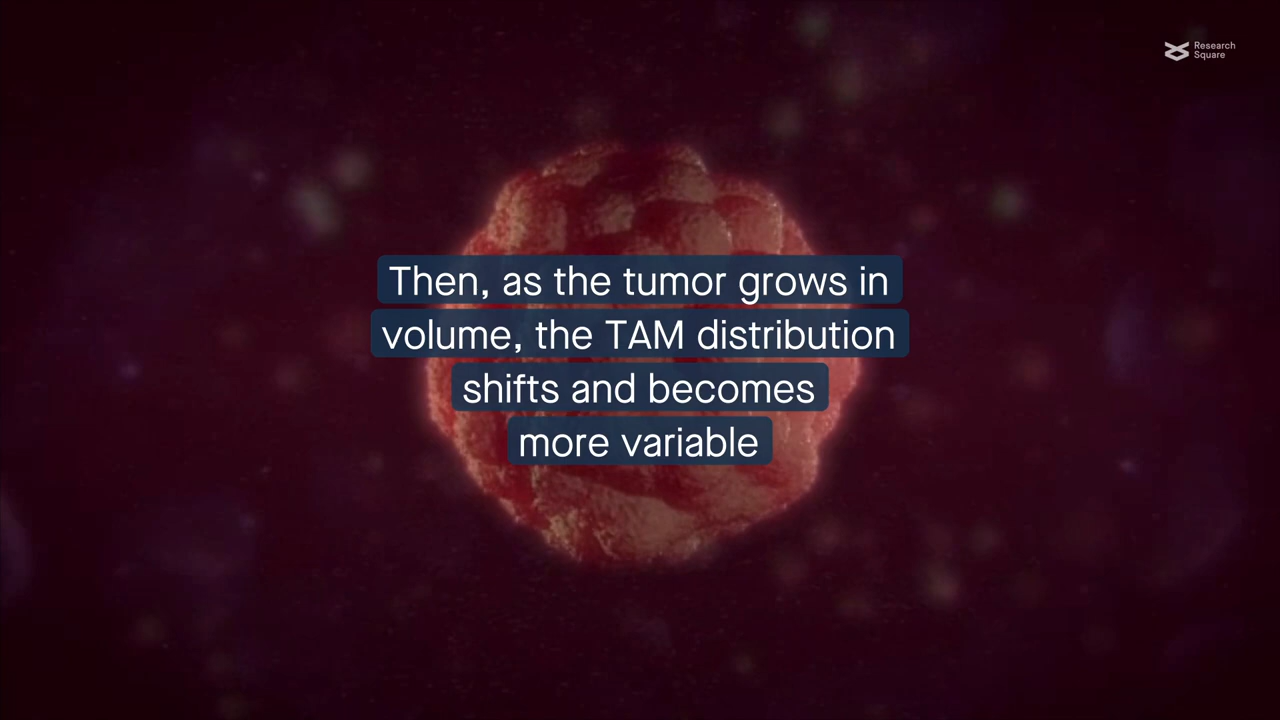 Research
Square
Then, as the tumor grows in
volume, the TAM distribution
shifts and becomes
more variable